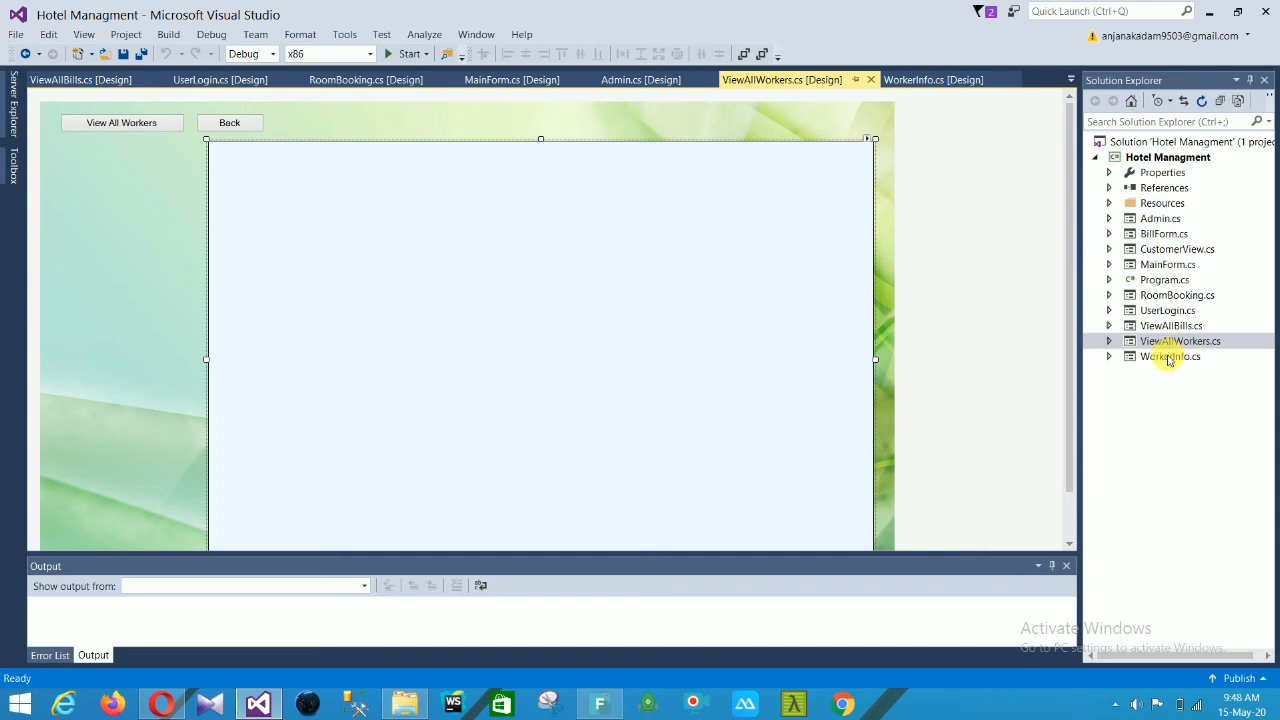 Hotel Managment - Microsoft Visual Studio
2
Quick Launch (Ctrl+Q)
File Edit View Project Build Debug Team Format Tools Test Analyze Window Help
anjanakadam9503@gmail.com
Debug x86 Start
ViewAllBills.cs [Design] UserLogin.cs [Design] RoomBooking.cs [Design] MainForm.cs [Design] Admin.cs [Design] ViewAllWorkers.cs [Design] WorkerInfo.cs [Design]
Server Explorer
Toolbox
View All Workers Back
Solution Explorer
Search Solution Explorer (Ctrl+;)
Solution 'Hotel Managment' (1 projec
Hotel Managment
Properties
References
Resources
Admin.cs
BillForm.cs
CustomerView.cs
MainForm.cs
Program.cs
RoomBooking.cs
UserLogin.cs
ViewAllBills.cs
ViewAllWorkers.cs
WorkerInfo.cs
Output
Show output from:
Error List Output
Activate Windows
Go to PC settings to activate Windows.
Ready
Publish
WS
F
λ
9:48 AM
15-May-20